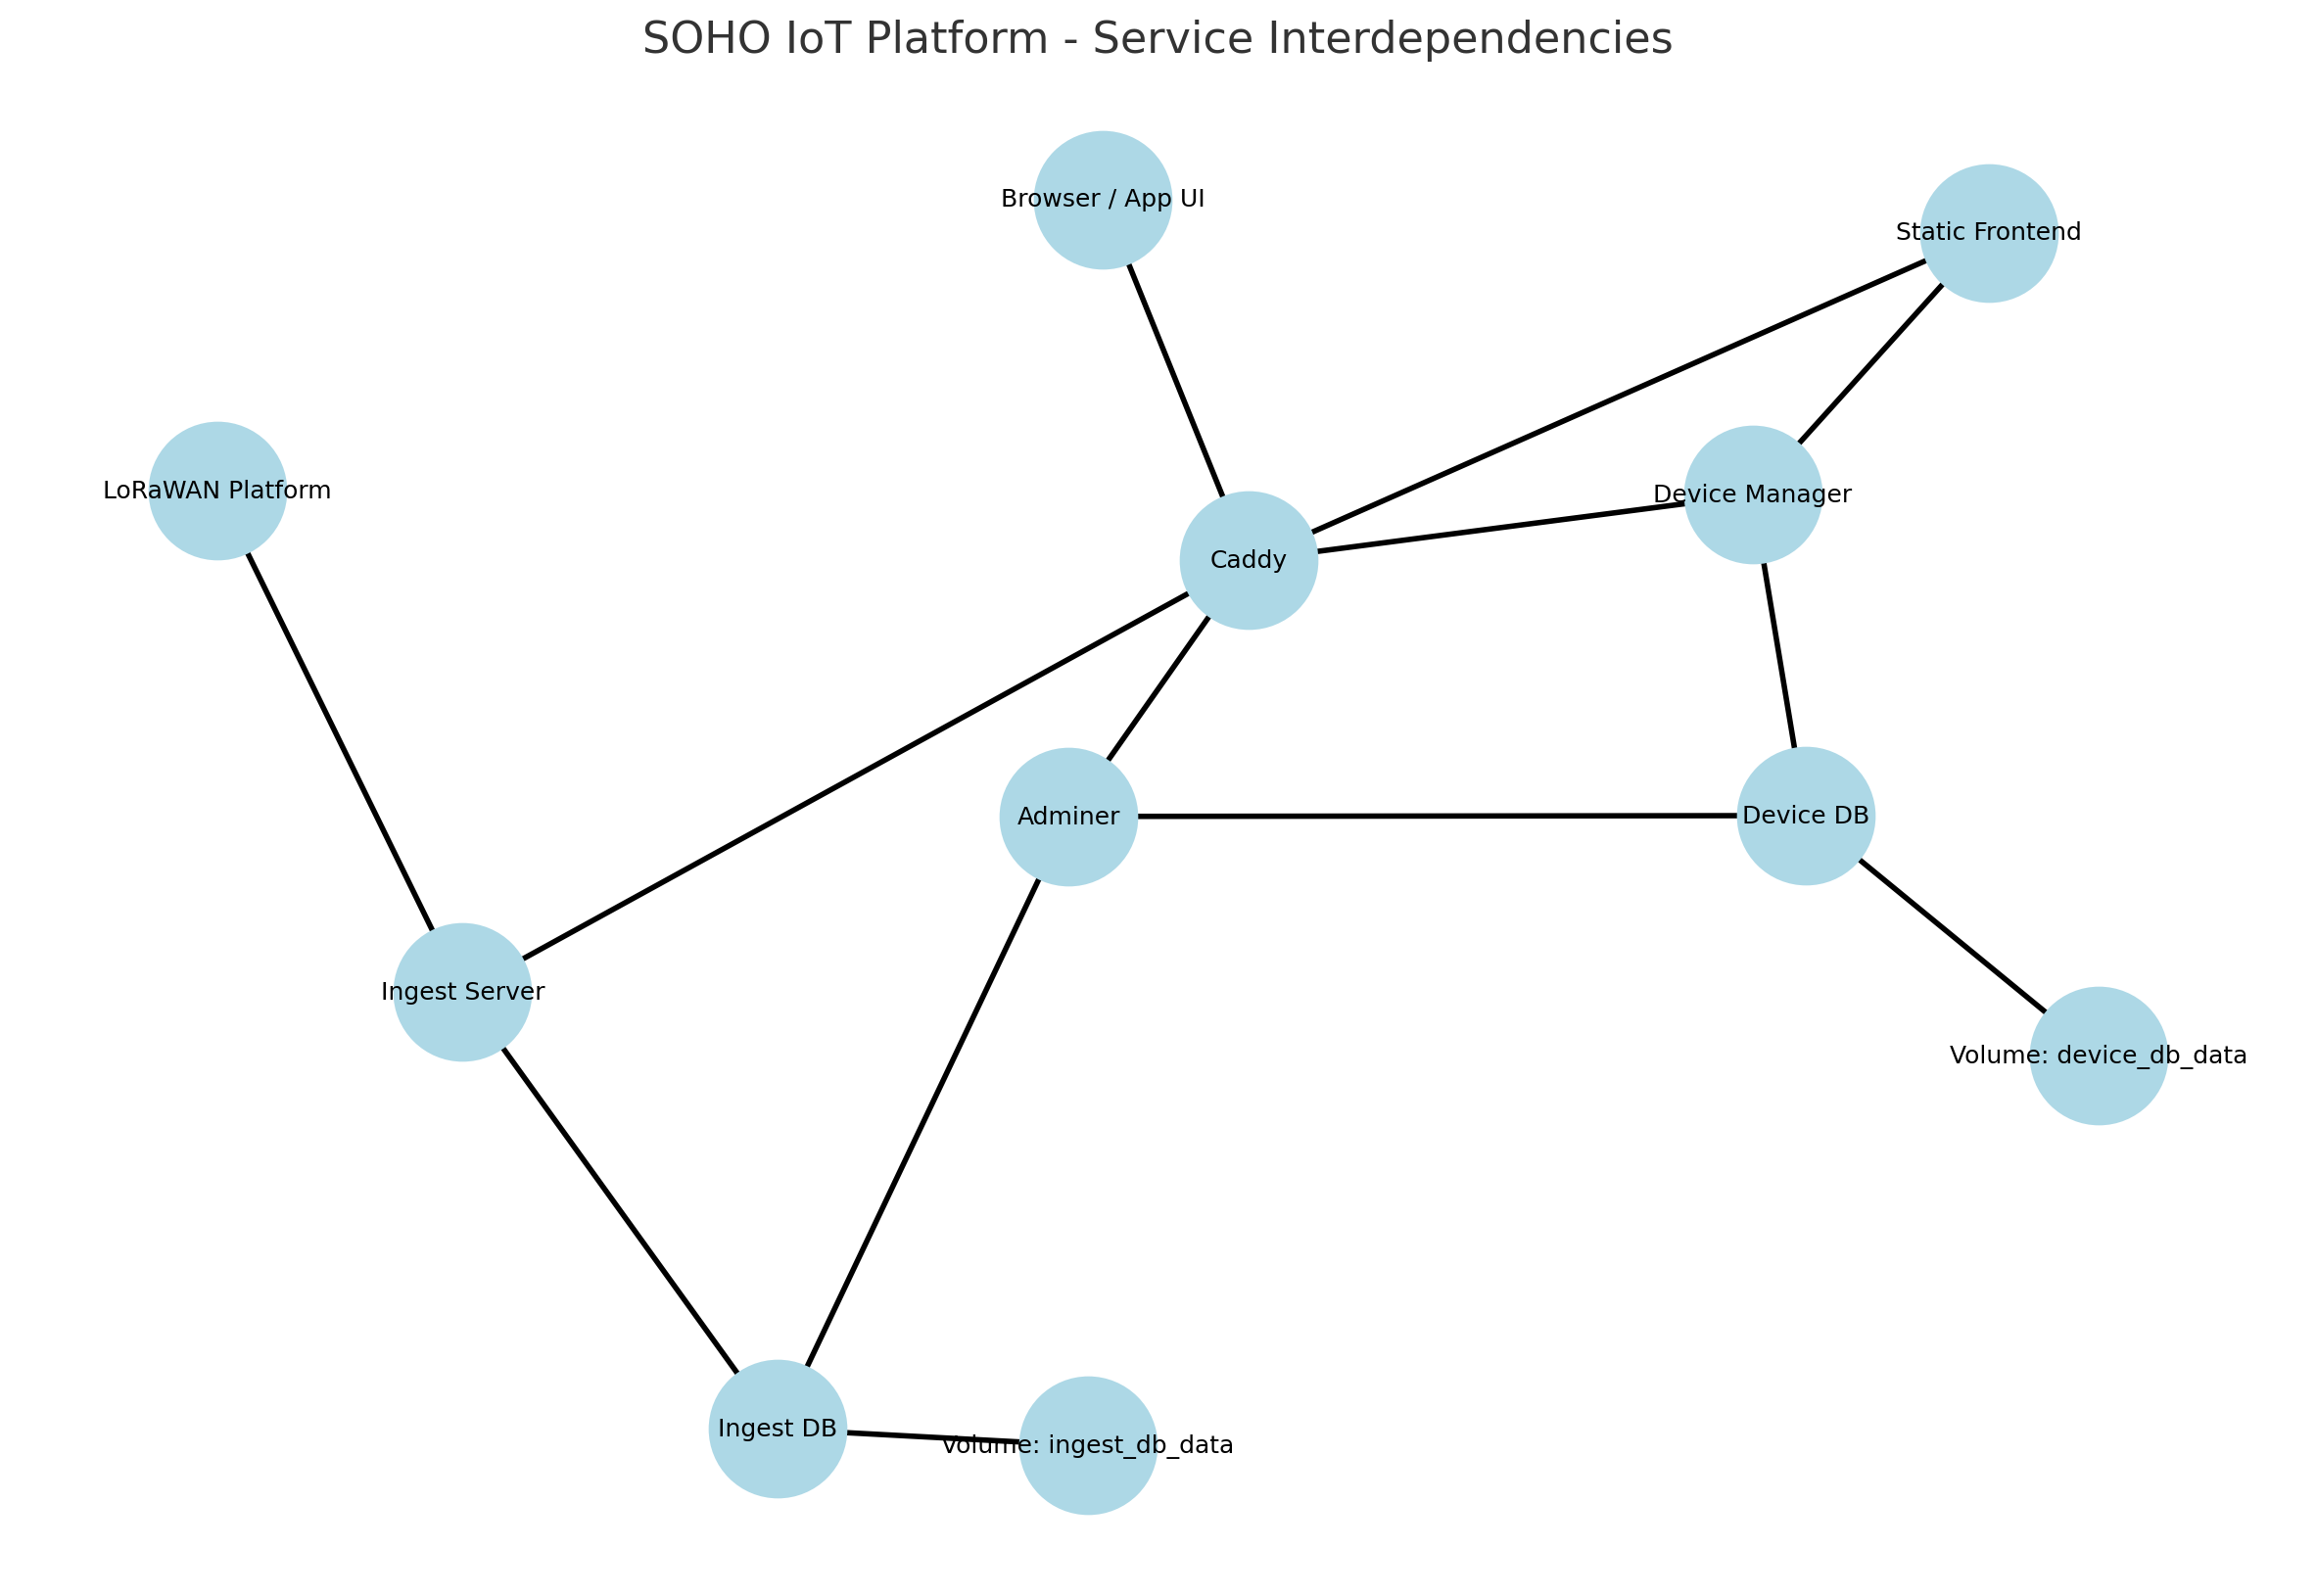 SOHO IoT Platform - Service Interdependencies
Browser / App UI
Static Frontend
LoRaWAN Platform
Device Manager
Caddy
Adminer
Device DB
Ingest Server
Volume: device_db_data
Ingest DB
Volume: ingest_db_data